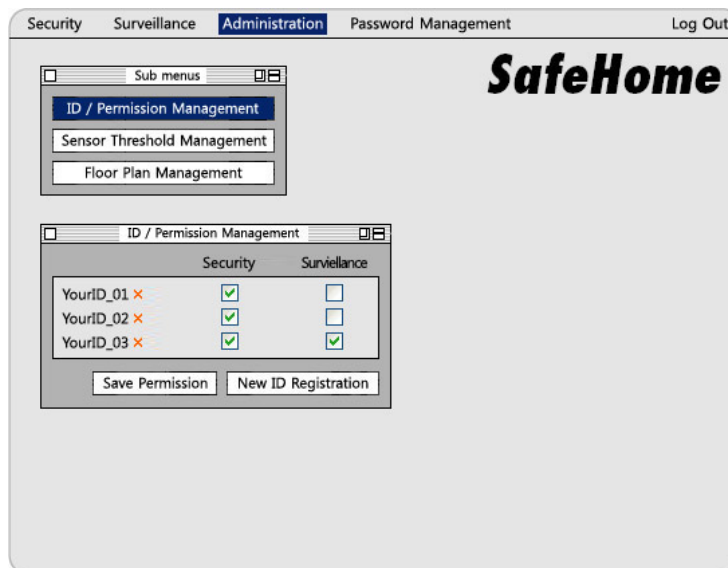 Security Surveillance Administration Password Management Log Out
SafeHome
Sub menus
ID / Permission Management
Sensor Threshold Management
Floor Plan Management
ID / Permission Management
Security Surviellance
YourID_01
YourID_02
YourID_03
Save Permission New ID Registration